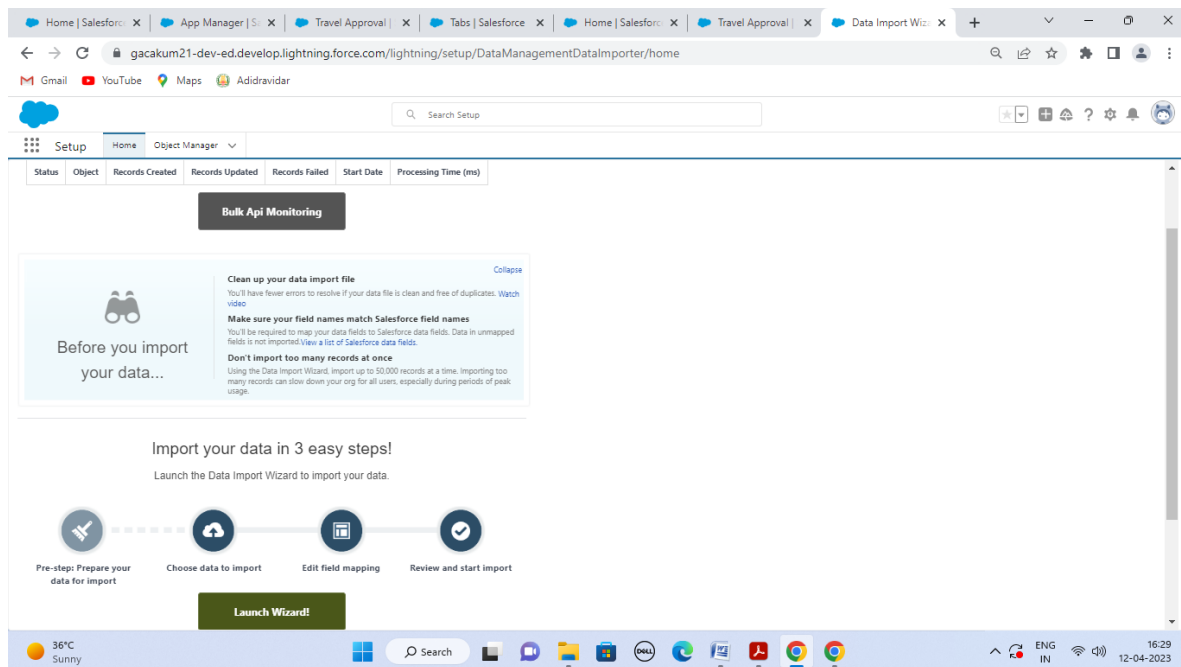 Home | Salesforc
App Manager | Sa
Travel Approval |
Tabs | Salesforce
Home | Salesforc
Travel Approval |
Data Import Wiza
gacakum21-dev-ed.develop.lightning.force.com/lightning/setup/DataManagementDataImporter/home
Gmail YouTube Maps Adidravidar
Search Setup
Setup Home Object Manager
Status Object Records Created Records Updated Records Failed Start Date Processing Time (ms)
Bulk Api Monitoring
Collapse
Clean up your data import file
You'll have fewer errors to resolve if your data file is clean and free of duplicates. Watch
video
Make sure your field names match Salesforce field names
You'll be required to map your data fields to Salesforce data fields. Data in unmapped
fields is not imported.View a list of Salesforce data fields.
Don't import too many records at once
Using the Data Import Wizard, import up to 50,000 records at a time. Importing too
many records can slow down your org for all users, especially during periods of peak
usage.
Before you import
your data...
Import your data in 3 easy steps!
Launch the Data Import Wizard to import your data.
Pre-step: Prepare your
data for import
Choose data to import
Edit field mapping
Review and start import
Launch Wizard!
36°C
Sunny
Search
DELL
ENG
IN
16:29
12-04-2023